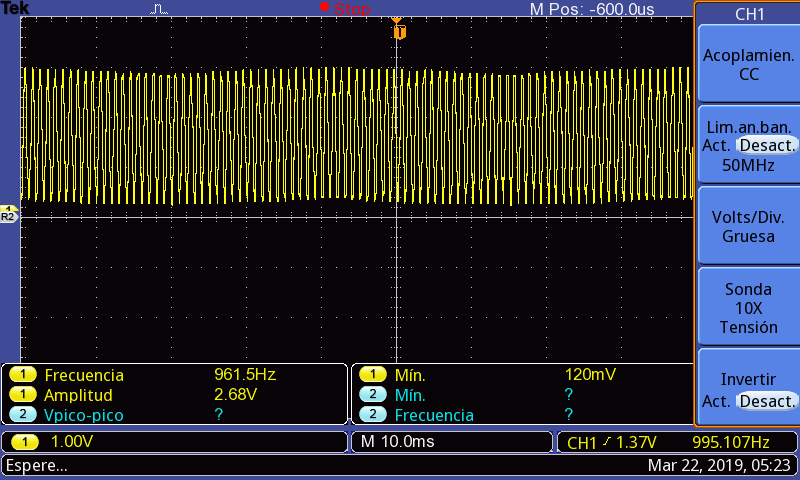 Tek Stop M Pos: -600.0us CH1
T
Acoplamien.
CC
Lim.an.ban.
Act. Desact.
50MHz
1
R2
Volts/Div.
Gruesa
Sonda
10X
Tensión
Invertir
Act. Desact.
1 Frecuencia 961.5Hz
1 Amplitud 2.68V
2 Vpico-pico ?
1 Mín. 120mV
2 Mín. ?
2 Frecuencia ?
1 1.00V M 10.0ms CH1 1.37V 995.107Hz
Espere... Mar 22, 2019, 05:23